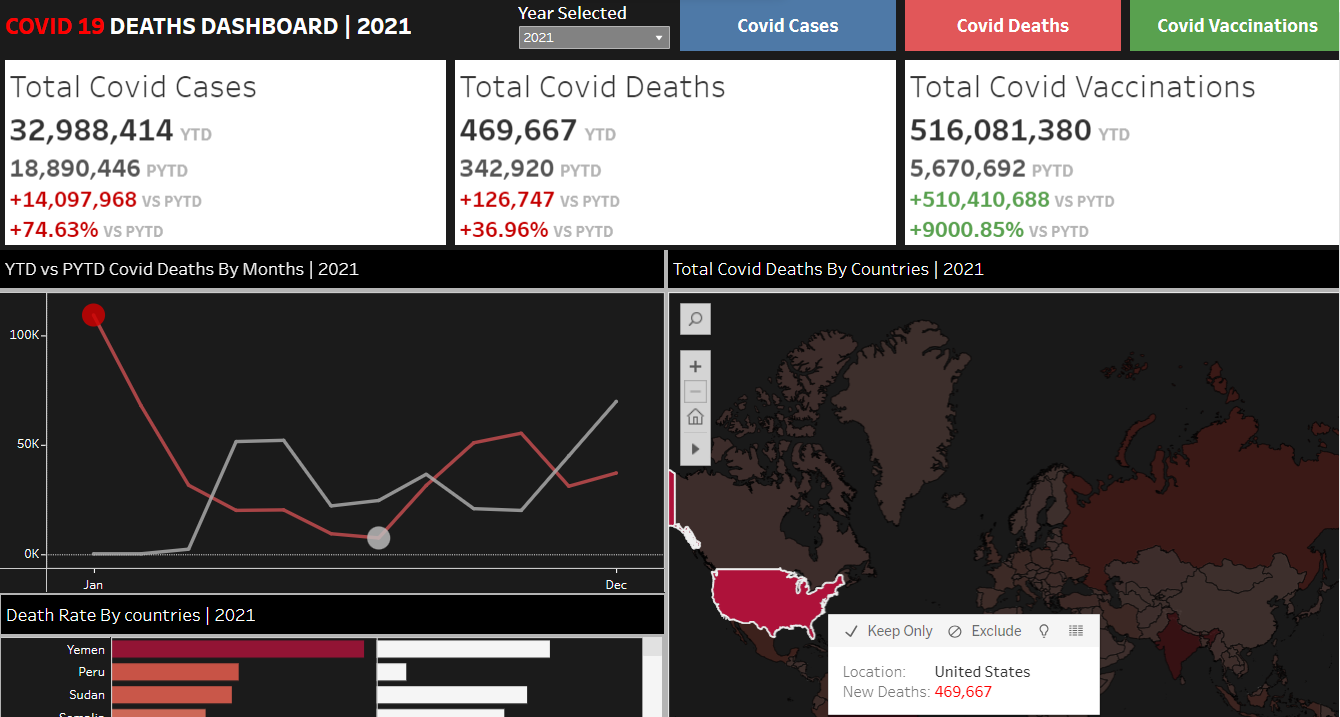 COVID 19 DEATHS DASHBOARD | 2021
Year Selected
2021
Covid Cases
Covid Deaths
Covid Vaccinations
Total Covid Cases
32,988,414 YTD
18,890,446 PYTD
+14,097,968 VS PYTD
+74.63% VS PYTD
Total Covid Deaths
469,667 YTD
342,920 PYTD
+126,747 VS PYTD
+36.96% VS PYTD
Total Covid Vaccinations
516,081,380 YTD
5,670,692 PYTD
+510,410,688 VS PYTD
+9000.85% VS PYTD
YTD vs PYTD Covid Deaths By Months | 2021
100K
50K
0K
Jan
Dec
Total Covid Deaths By Countries | 2021
Keep Only
Exclude
Location: United States
New Deaths: 469,667
Death Rate By countries | 2021
Yemen
Peru
Sudan
Somalia